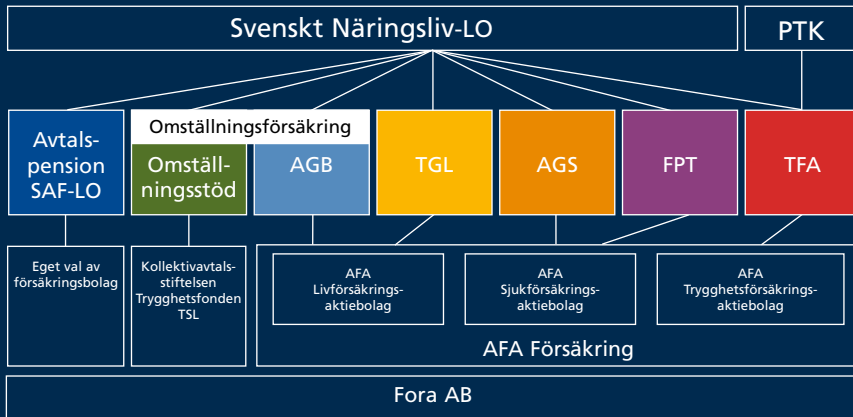 Svenskt Näringsliv-LO
PTK
Avtals-
pension
SAF-LO
Omställningsförsäkring
Omställ-
ningsstöd
AGB
TGL
AGS
FPT
TFA
Eget val av
försäkringsbolag
Kollektivavtals-
stiftelsen
Trygghetsfonden
TSL
AFA
Livförsäkrings-
aktiebolag
AFA
Sjukförsäkrings-
aktiebolag
AFA
Trygghetsförsäkrings-
aktiebolag
AFA Försäkring
Fora AB